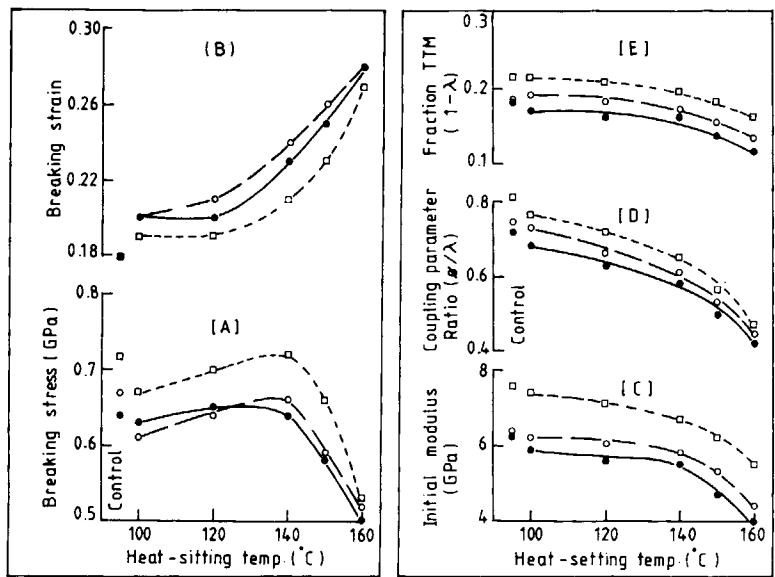 0.30
0.26
0.20
0.18
Breaking strain
[B]
0.8
0.7
0.6
0.5
Breaking stress (GPa)
[A]
Control
100 120 140 160
Heat-sitting temp. (°C)
0.3
0.2
0.1
Fraction TTM
(1-λ)
[E]
0.8
0.6
0.4
Coupling parameter
Ratio (ø/λ)
[D]
Control
8
6
4
Initial modulus
(GPa)
[C]
100 120 140 160
Heat-setting temp. (°C)